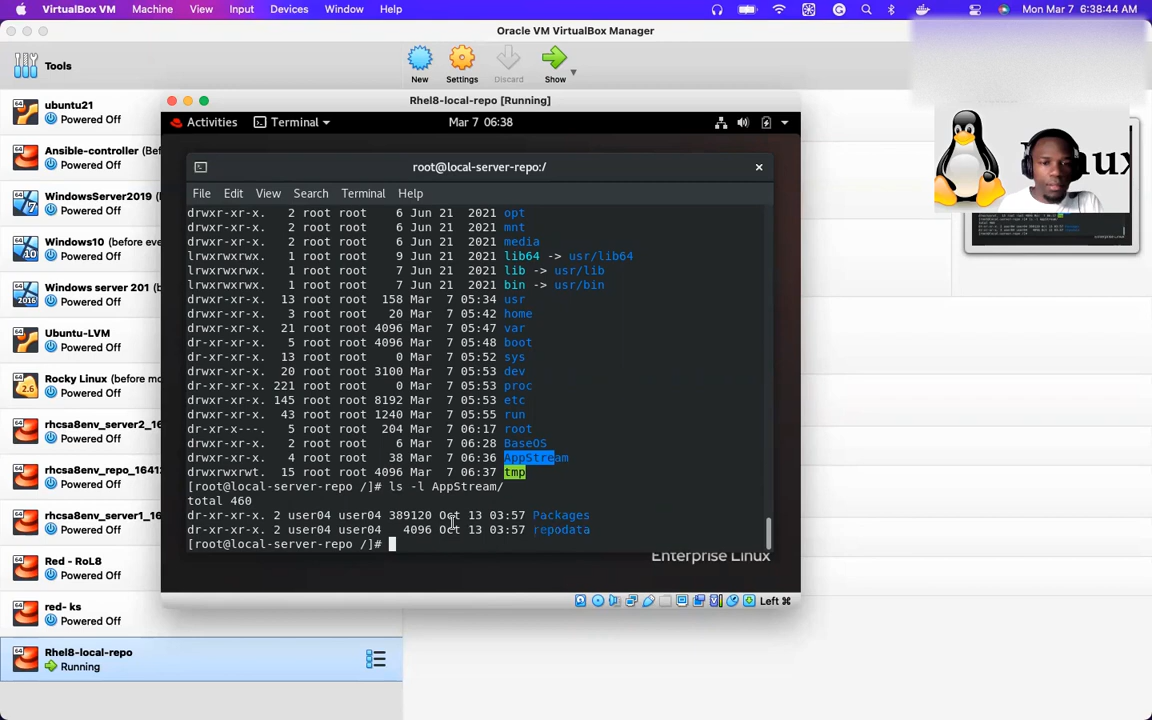 VirtualBox VM Machine View Input Devices Window Help Mon Mar 7 6:38:44 AM
Oracle VM VirtualBox Manager
Tools
New Settings Discard Show
ubuntu21
Powered Off
Ansible-controller (Bef
Powered Off
WindowsServer2019
Powered Off
Windows10 (before eve
Powered Off
Windows server 201
Powered Off
Ubuntu-LVM
Powered Off
Rocky Linux (before mo
Powered Off
rhcsa8env_server2_16
Powered Off
rhcsa8env_repo_16412
Powered Off
rhcsa8env_server1_16
Powered Off
Red - RoL8
Powered Off
red- ks
Powered Off
Rhel8-local-repo
Running
Rhel8-local-repo [Running]
Activities Terminal Mar 7 06:38
root@local-server-repo:/
File Edit View Search Terminal Help
drwxr-xr-x. 2 root root 6 Jun 21 2021 opt
drwxr-xr-x. 2 root root 6 Jun 21 2021 mnt
drwxr-xr-x. 2 root root 6 Jun 21 2021 media
lrwxrwxrwx. 1 root root 9 Jun 21 2021 lib64 -> usr/lib64
lrwxrwxrwx. 1 root root 7 Jun 21 2021 lib -> usr/lib
lrwxrwxrwx. 1 root root 7 Jun 21 2021 bin -> usr/bin
drwxr-xr-x. 13 root root 158 Mar 7 05:34 usr
drwxr-xr-x. 3 root root 20 Mar 7 05:42 home
drwxr-xr-x. 21 root root 4096 Mar 7 05:47 var
dr-xr-xr-x. 5 root root 4096 Mar 7 05:48 boot
dr-xr-xr-x. 13 root root 0 Mar 7 05:52 sys
drwxr-xr-x. 20 root root 3100 Mar 7 05:53 dev
dr-xr-xr-x. 221 root root 0 Mar 7 05:53 proc
drwxr-xr-x. 145 root root 8192 Mar 7 05:53 etc
drwxr-xr-x. 43 root root 1240 Mar 7 05:55 run
dr-xr-x---. 5 root root 204 Mar 7 06:17 root
drwxr-xr-x. 2 root root 6 Mar 7 06:28 BaseOS
drwxr-xr-x. 4 root root 38 Mar 7 06:36 AppStream
drwxrwxrwt. 15 root root 4096 Mar 7 06:37 tmp
[root@local-server-repo /]# ls -l AppStream/
total 460
dr-xr-xr-x. 2 user04 user04 389120 Oct 13 03:57 Packages
dr-xr-xr-x. 2 user04 user04 4096 Oct 13 03:57 repodata
[root@local-server-repo /]#
Enterprise Linux
Left ⌘